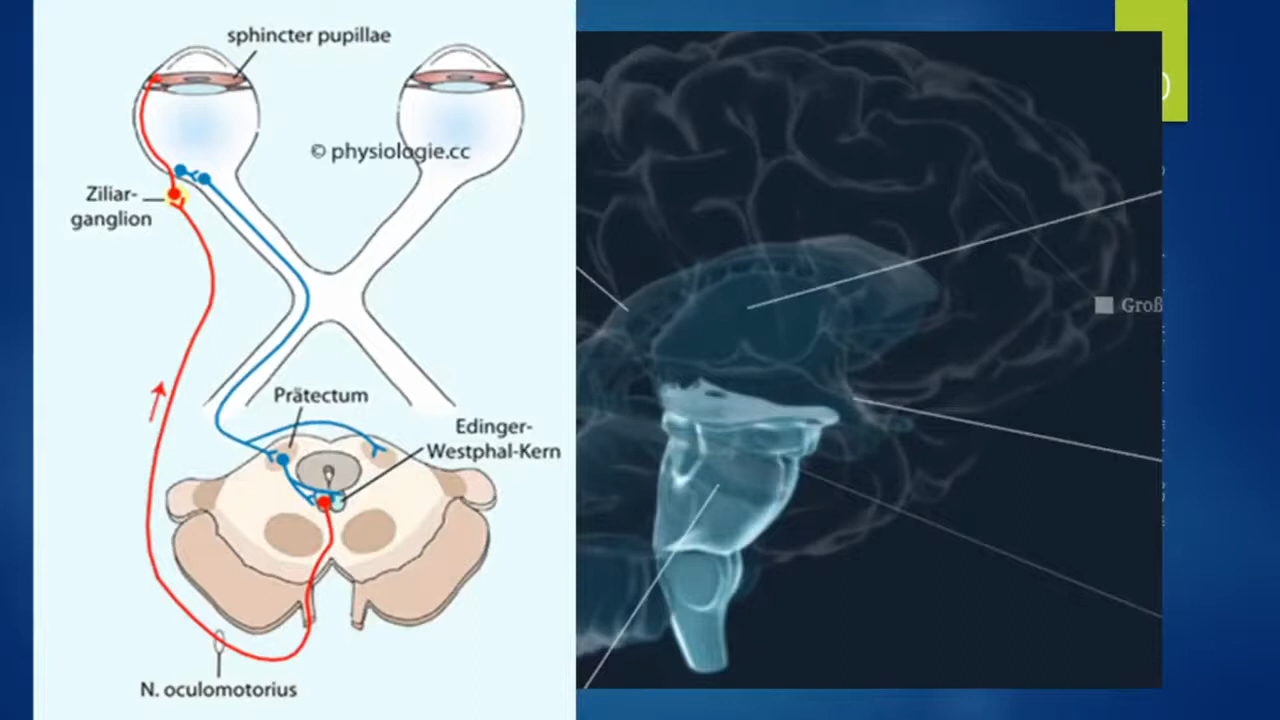 sphincter pupillae
© physiologie.cc
Ziliar-
ganglion
Prätectum
Edinger-
Westphal-Kern
N. oculomotorius
Groß